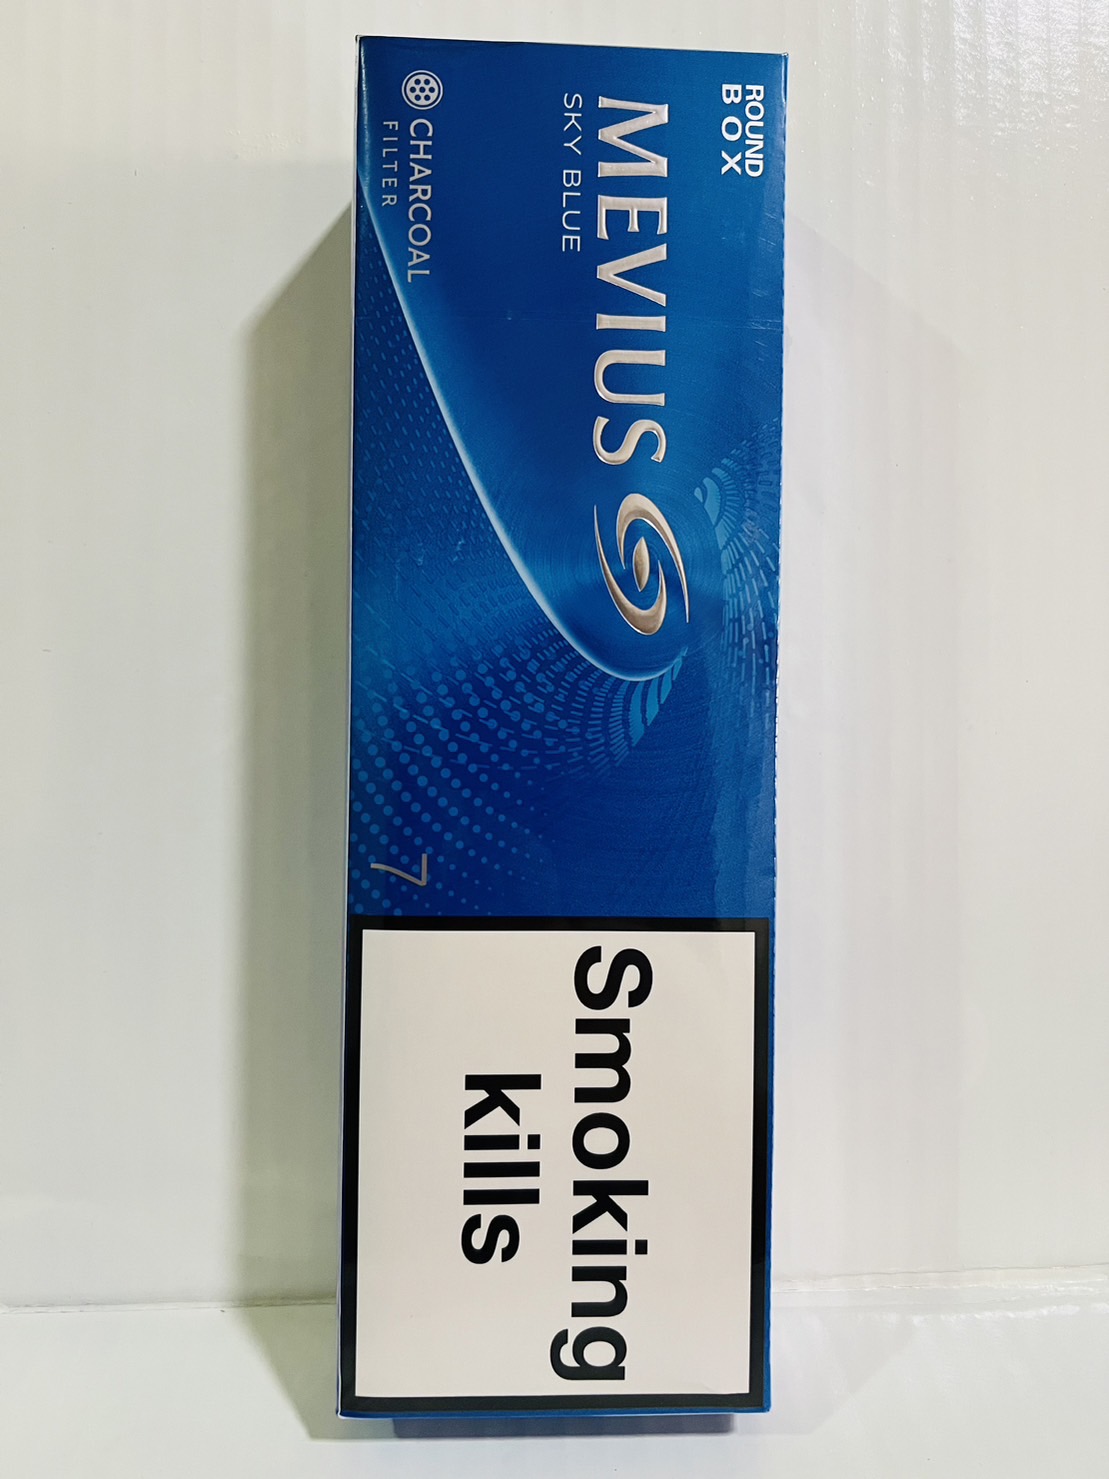 ROUND
BOX
MEVIUS
SKY BLUE
CHARCOAL
FILTER
7
Smoking
kills